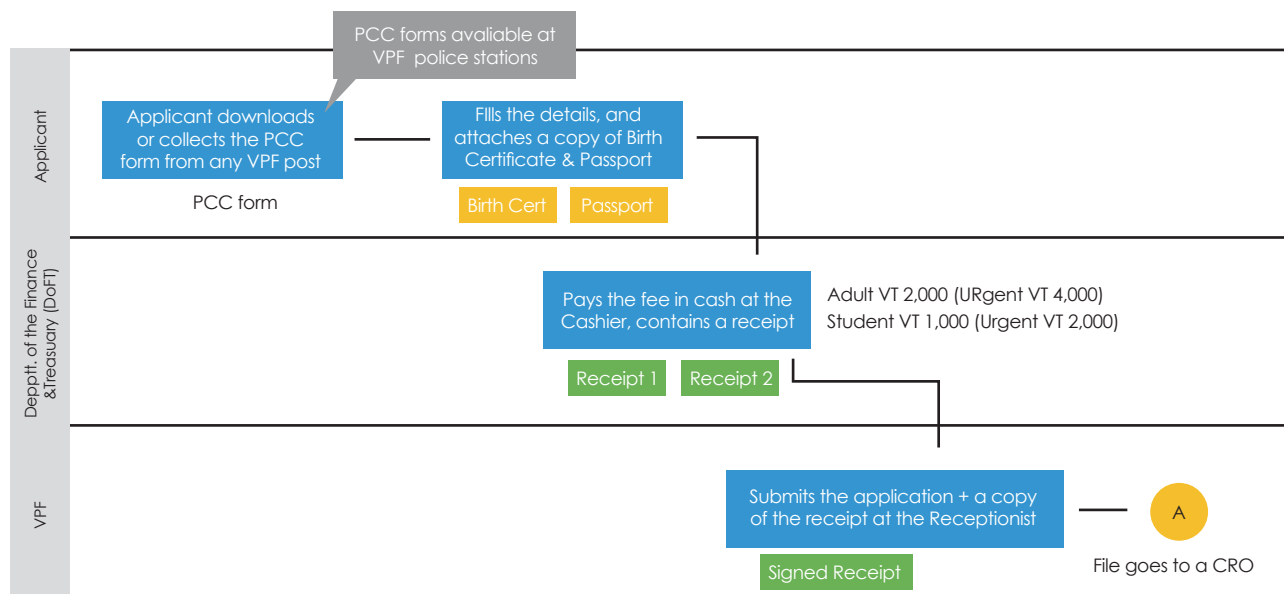 PCC forms avaliable at
VPF police stations
Applicant
Applicant downloads
or collects the PCC
form from any VPF post
PCC form
FIlls the details, and
attaches a copy of Birth
Certificate & Passport
Birth Cert
Passport
Depptt. of the Finance
&Treasury (DoFT)
Pays the fee in cash at the
Cashier, contains a receipt
Adult VT 2,000 (URgent VT 4,000)
Student VT 1,000 (Urgent VT 2,000)
Receipt 1
Receipt 2
VPF
Submits the application + a copy
of the receipt at the Receptionist
Signed Receipt
A
File goes to a CRO